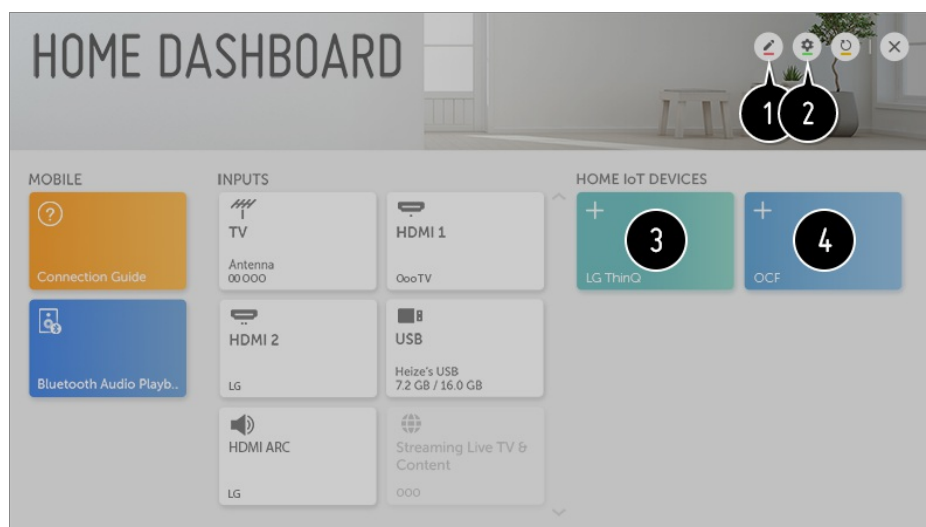 HOME DASHBOARD
1
2
MOBILE
INPUTS
HOME IoT DEVICES
?
Connection Guide
TV
Antenna
00 000
HDMI 1
OooTV
3
LG ThinQ
4
OCF
Bluetooth Audio Playb..
HDMI 2
LG
USB
Heize's USB
7.2 GB / 16.0 GB
HDMI ARC
LG
Streaming Live TV &
Content
000